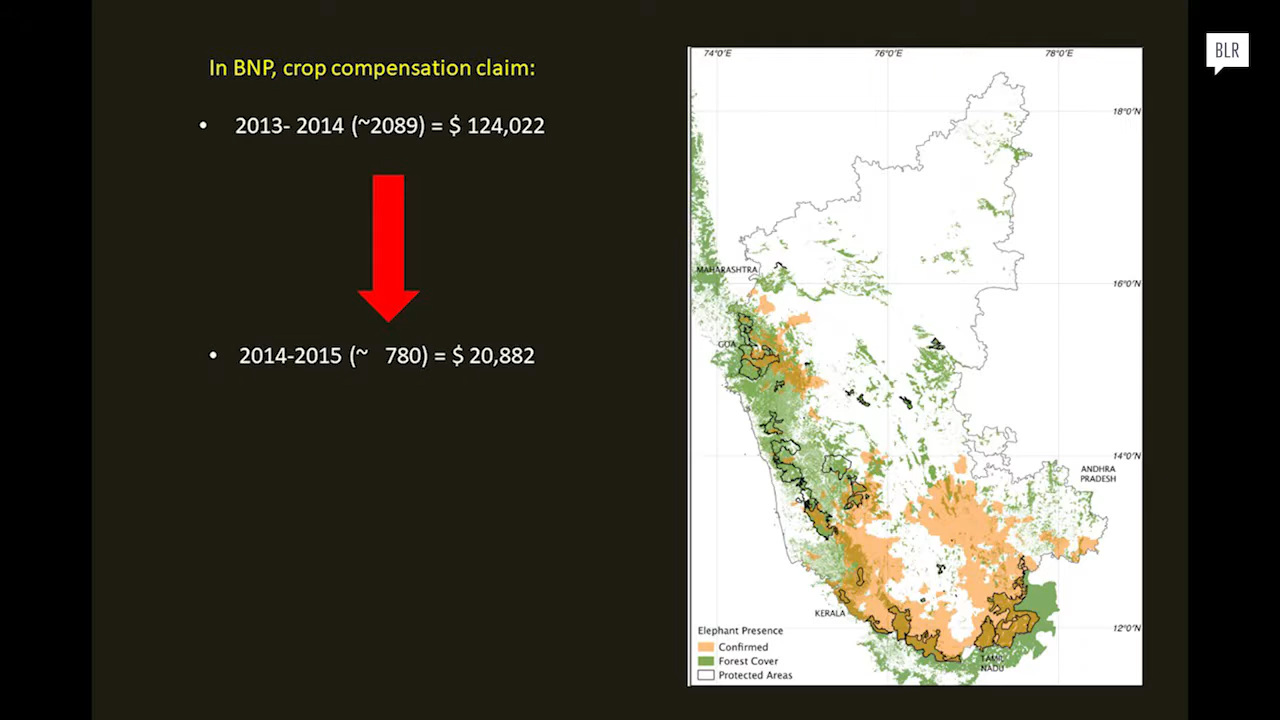 In BNP, crop compensation claim:
• 2013- 2014 (~2089) = $ 124,022
• 2014-2015 (~ 780) = $ 20,882
BLR
74°0'E 76°0'E 78°0'E
18°0'N
MAHARASHTRA
16°0'N
GOA
14°0'N
ANDHRA
PRADESH
KERALA
12°0'N
TAMIL
NADU
Elephant Presence
Confirmed
Forest Cover
Protected Areas